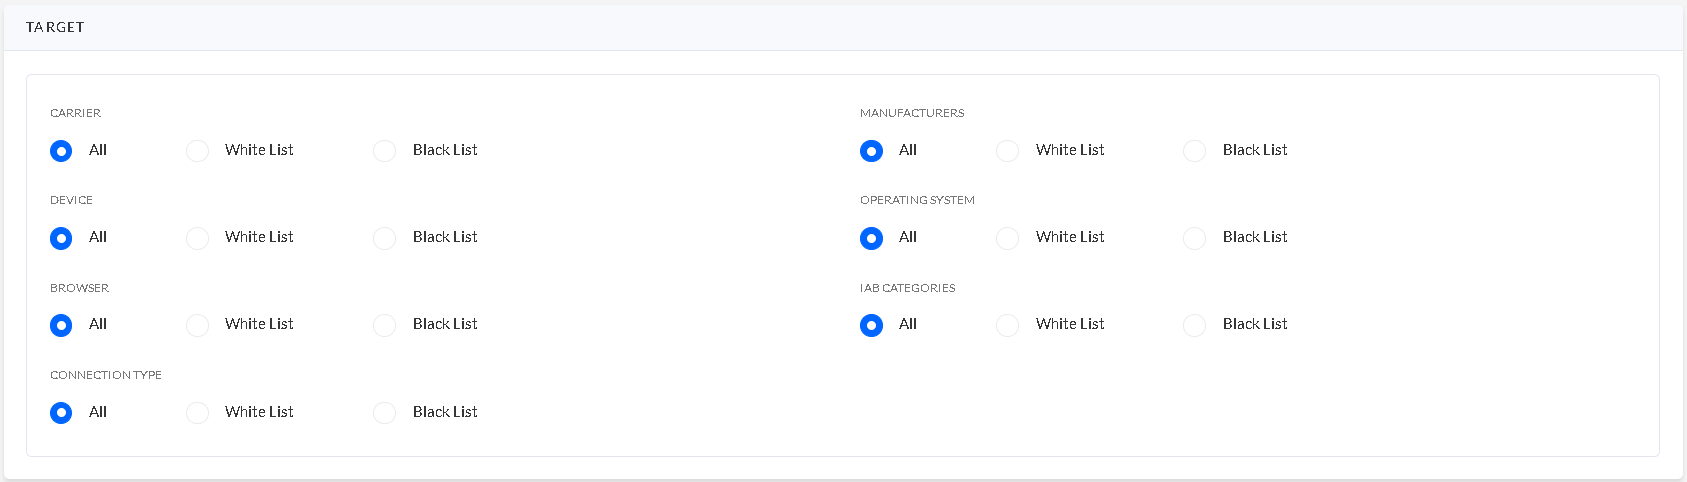 TARGET
CARRIER
All White List Black List
MANUFACTURERS
All White List Black List
DEVICE
All White List Black List
OPERATING SYSTEM
All White List Black List
BROWSER
All White List Black List
IAB CATEGORIES
All White List Black List
CONNECTION TYPE
All White List Black List